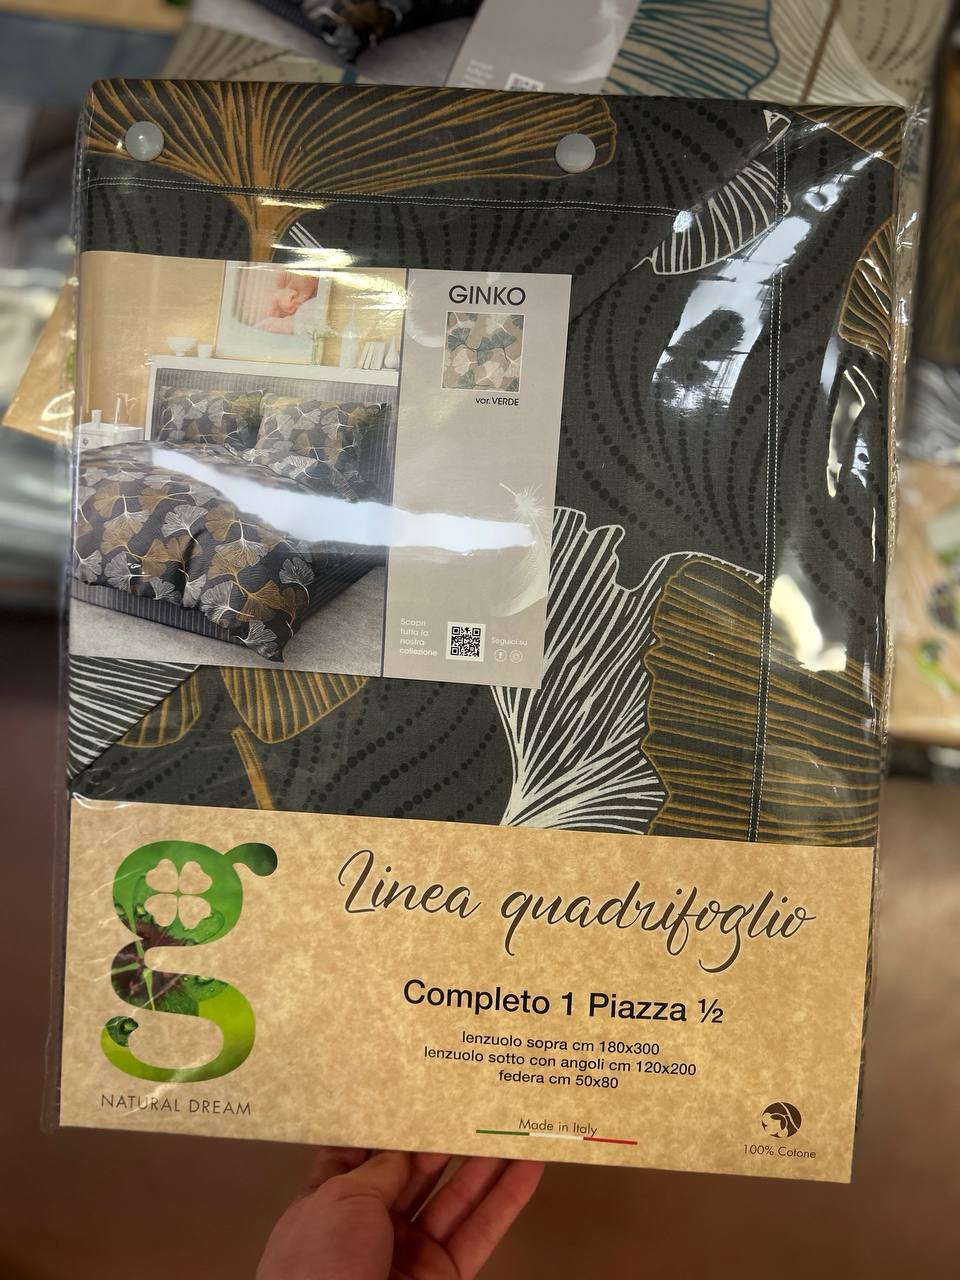 GINKO
var. VERDE
Scopri
tutta la
nostra
collezione
Seguici su
Linea quadrifoglio
Completo 1 Piazza ½
lenzuolo sopra cm 180x300
lenzuolo sotto con angoli cm 120x200
federa cm 50x80
NATURAL DREAM
Made in Italy
100% Cotone